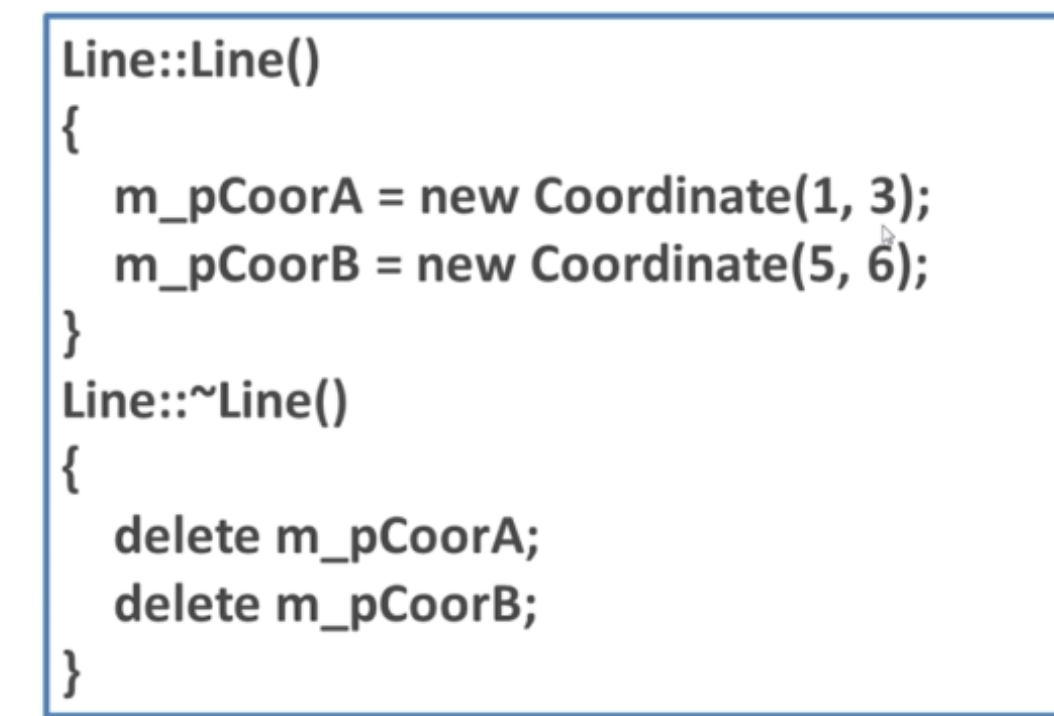 Line::Line()
{
m_pCoorA = new Coordinate(1, 3);
m_pCoorB = new Coordinate(5, 6);
}
Line::~Line()
{
delete m_pCoorA;
delete m_pCoorB;
}